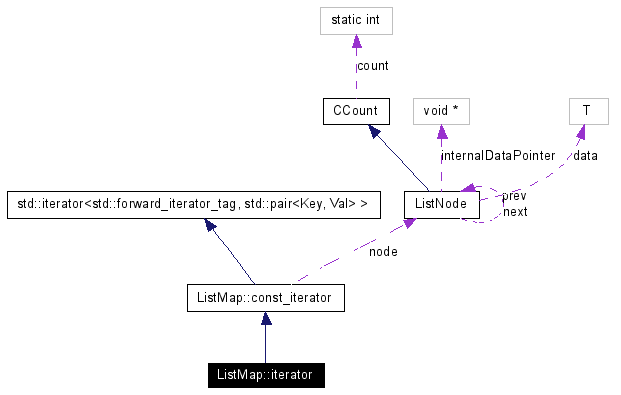 static int
count
CCount
void *
T
internalDataPointer
data
std::iterator<std::forward_iterator_tag, std::pair<Key, Val> >
ListNode
prev
next
node
ListMap::const_iterator
ListMap::iterator